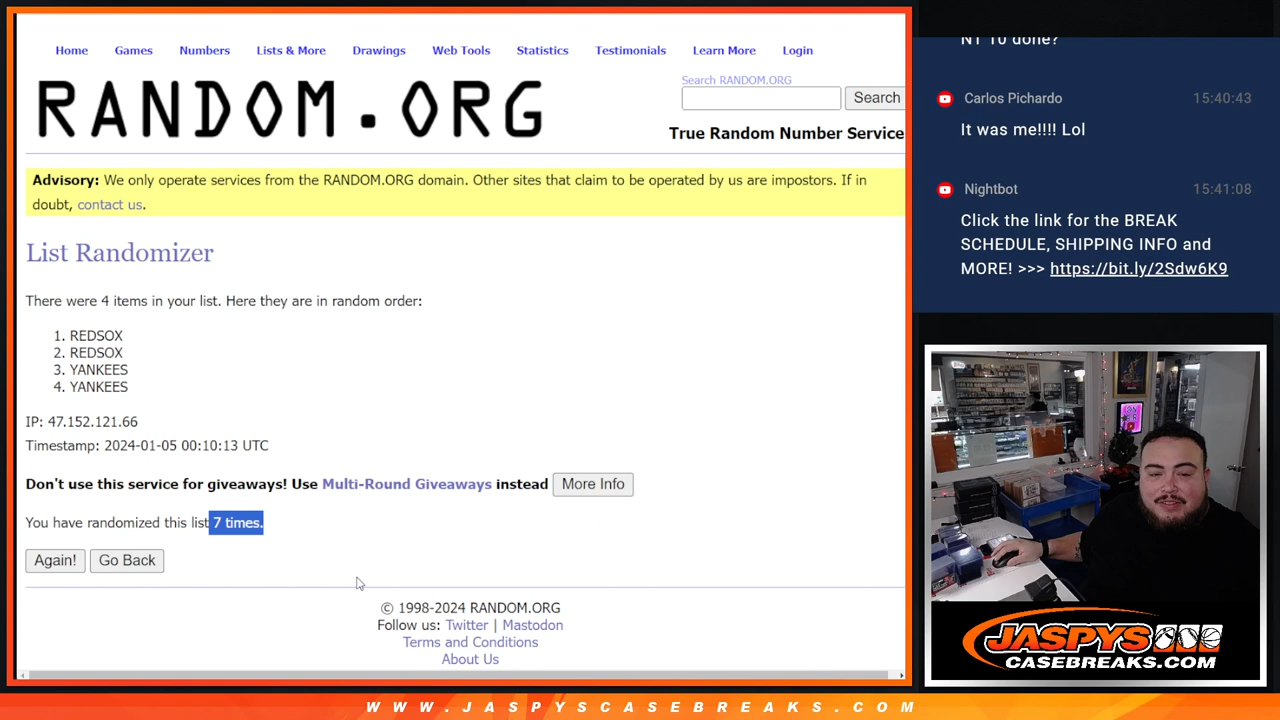 Home Games Numbers Lists & More Drawings Web Tools Statistics Testimonials Learn More Login
RANDOM.ORG
Search RANDOM.ORG
Search
True Random Number Service
Advisory: We only operate services from the RANDOM.ORG domain. Other sites that claim to be operated by us are impostors. If in
doubt, contact us.
List Randomizer
There were 4 items in your list. Here they are in random order:
1. REDSOX
2. REDSOX
3. YANKEES
4. YANKEES
IP: 47.152.121.66
Timestamp: 2024-01-05 00:10:13 UTC
Don't use this service for giveaways! Use Multi-Round Giveaways instead More Info
You have randomized this list 7 times.
Again! Go Back
© 1998-2024 RANDOM.ORG
Follow us: Twitter | Mastodon
Terms and Conditions
About Us
NT 10 done?
Carlos Pichardo 15:40:43
It was me!!!! Lol
Nightbot 15:41:08
Click the link for the BREAK
SCHEDULE, SHIPPING INFO and
MORE! >>> https://bit.ly/2Sdw6K9
JASPYS
CASEBREAKS.COM
WWW.JASPYSCASEBREAKS.COM